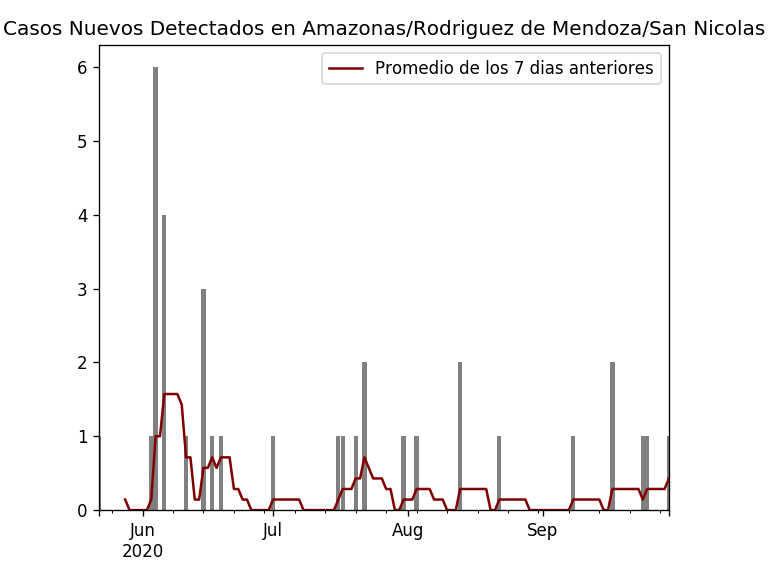 Casos Nuevos Detectados en Amazonas/Rodriguez de Mendoza/San Nicolas
Promedio de los 7 dias anteriores
6
5
4
3
2
1
0
Jun Jul Aug Sep
2020